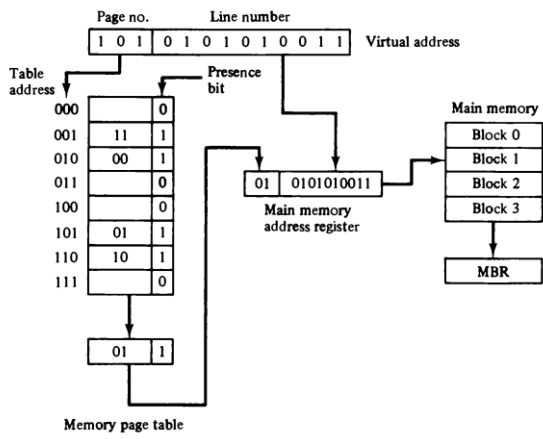 Page no. Line number
1 0 1 0 1 0 1 0 1 0 0 1 1 Virtual address
Table address
Presence bit
000 0
001 11 1
010 00 1
011 0
100 0
101 01 1
110 10 1
111 0
01 1
Memory page table
01 0101010011
Main memory address register
Main memory
Block 0
Block 1
Block 2
Block 3
MBR